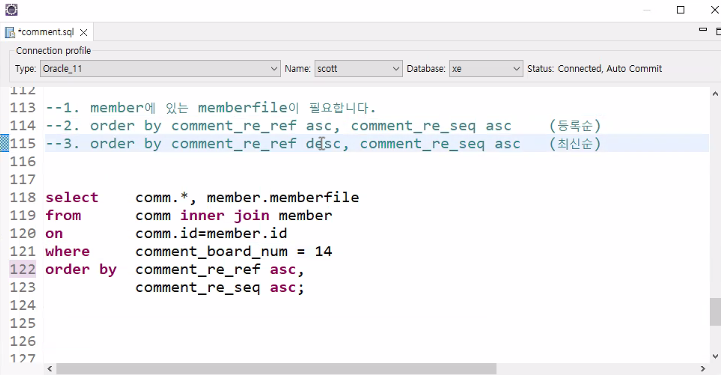 *comment.sql
Connection profile
Type: Oracle_11 Name: scott Database: xe Status: Connected, Auto Commit
112
113 --1. member에 있는 memberfile이 필요합니다.
114 --2. order by comment_re_ref asc, comment_re_seq asc (등록순)
115 --3. order by comment_re_ref desc, comment_re_seq asc (최신순)
116
117
118 select comm.*, member.memberfile
119 from comm inner join member
120 on comm.id=member.id
121 where comment_board_num = 14
122 order by comment_re_ref asc,
123 comment_re_seq asc;
124
125
126
127